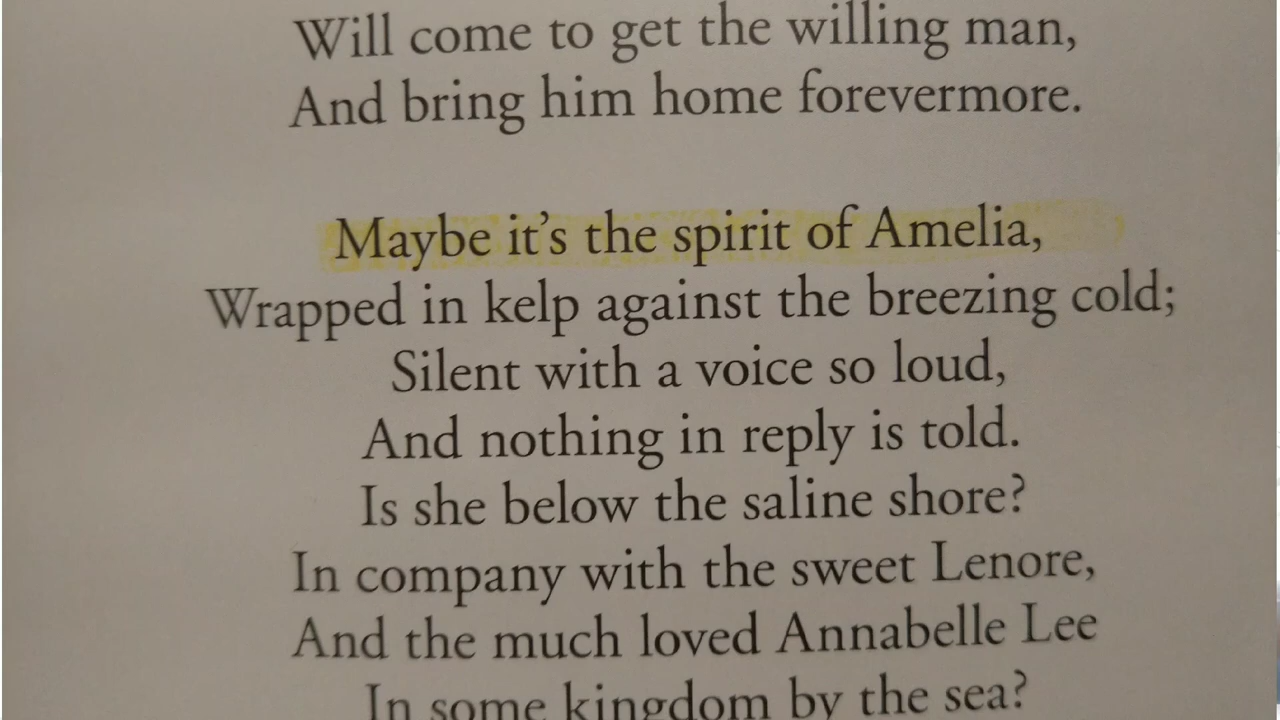 Will come to get the willing man,
And bring him home forevermore.
Maybe it's the spirit of Amelia,
Wrapped in kelp against the breezing cold;
Silent with a voice so loud,
And nothing in reply is told.
Is she below the saline shore?
In company with the sweet Lenore,
And the much loved Annabelle Lee
In some kingdom by the sea?